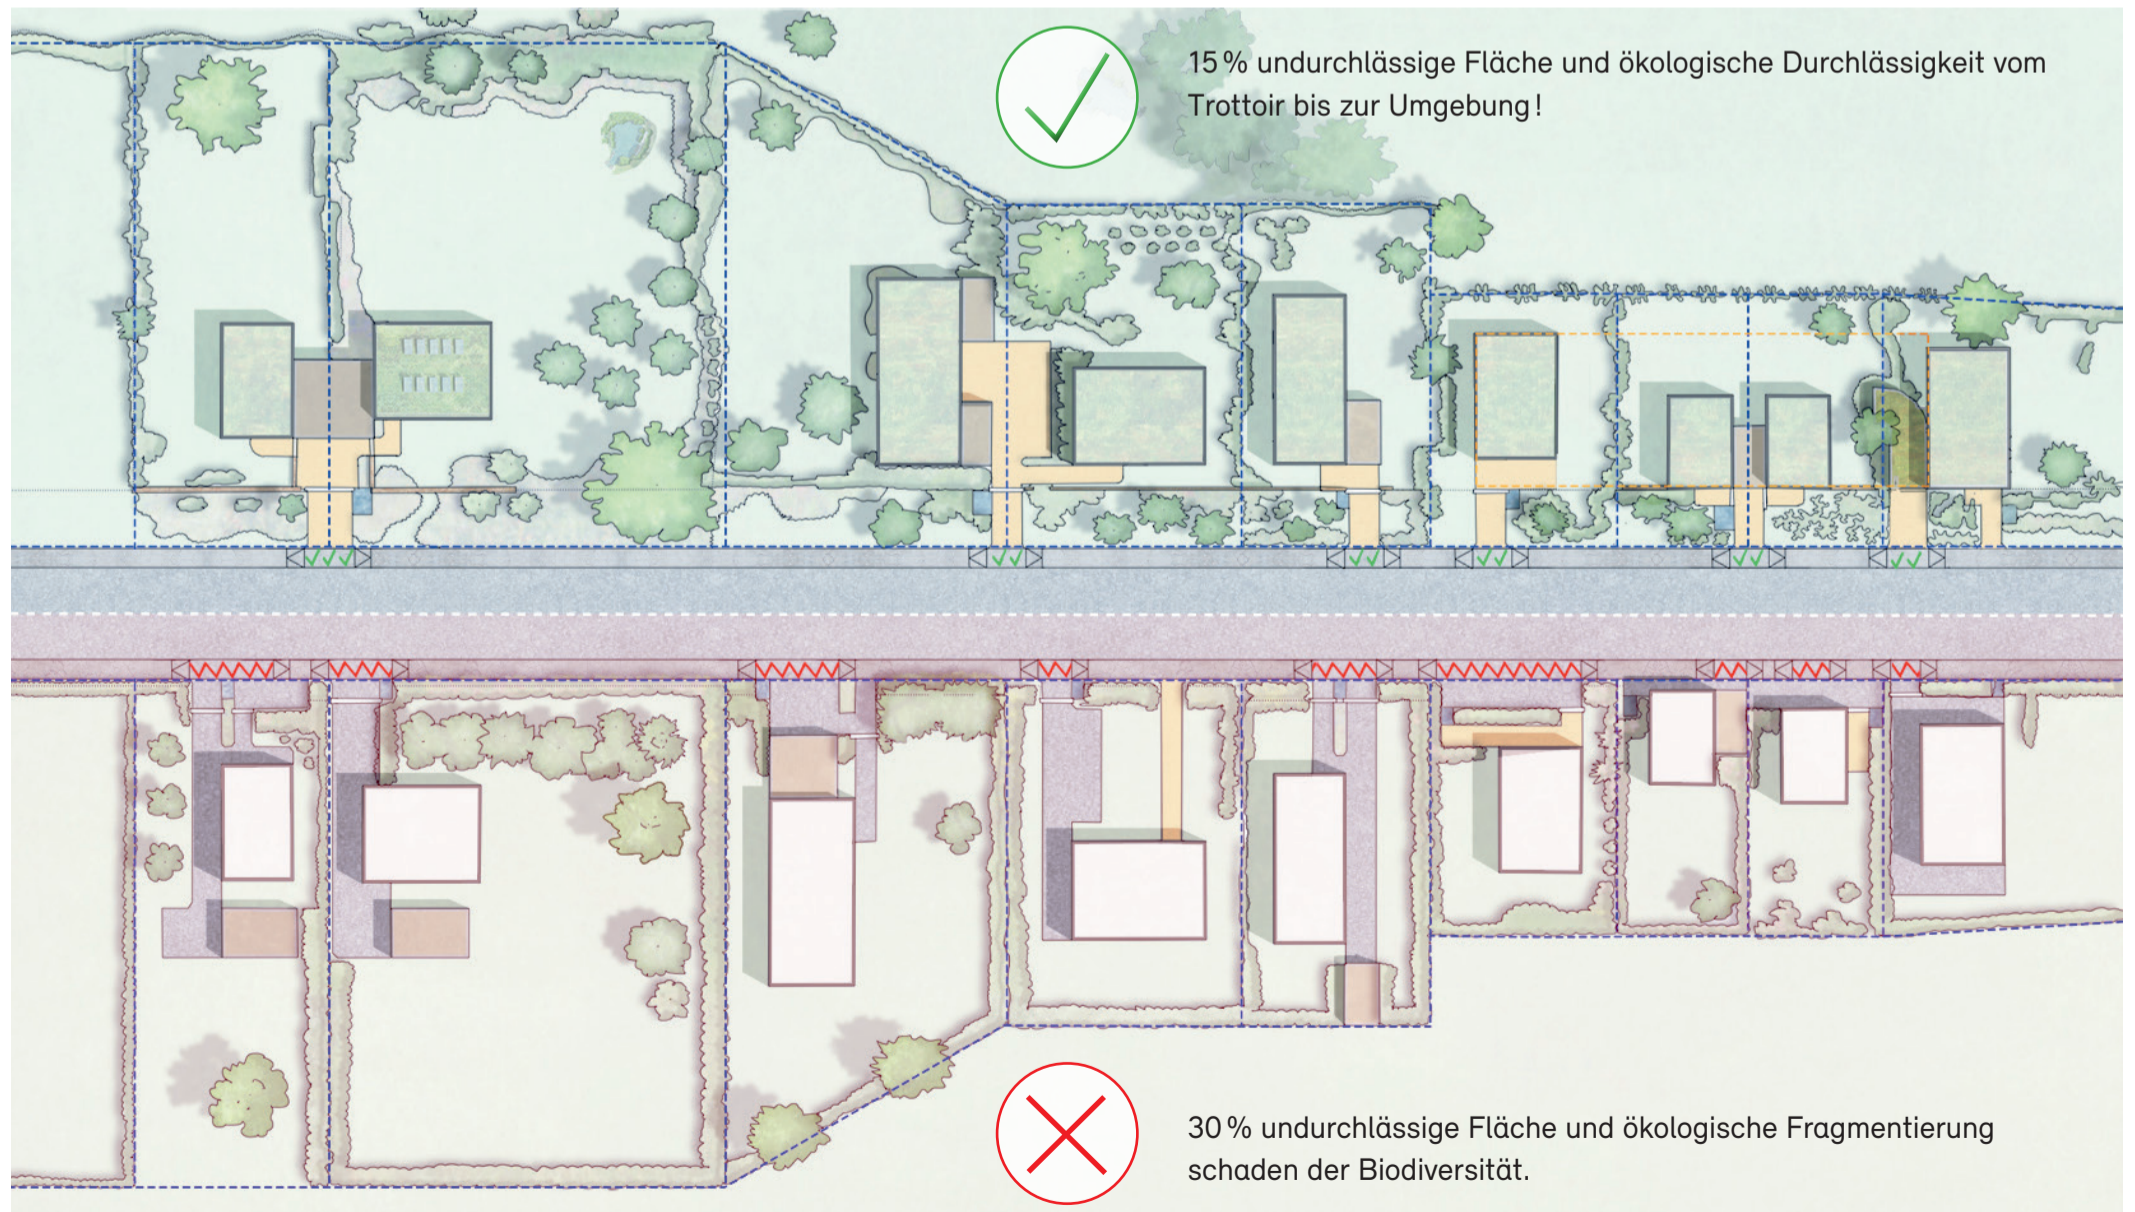 15 % undurchlässige Fläche und ökologische Durchlässigkeit vom
Trottoir bis zur Umgebung !
30 % undurchlässige Fläche und ökologische Fragmentierung
schaden der Biodiversität.